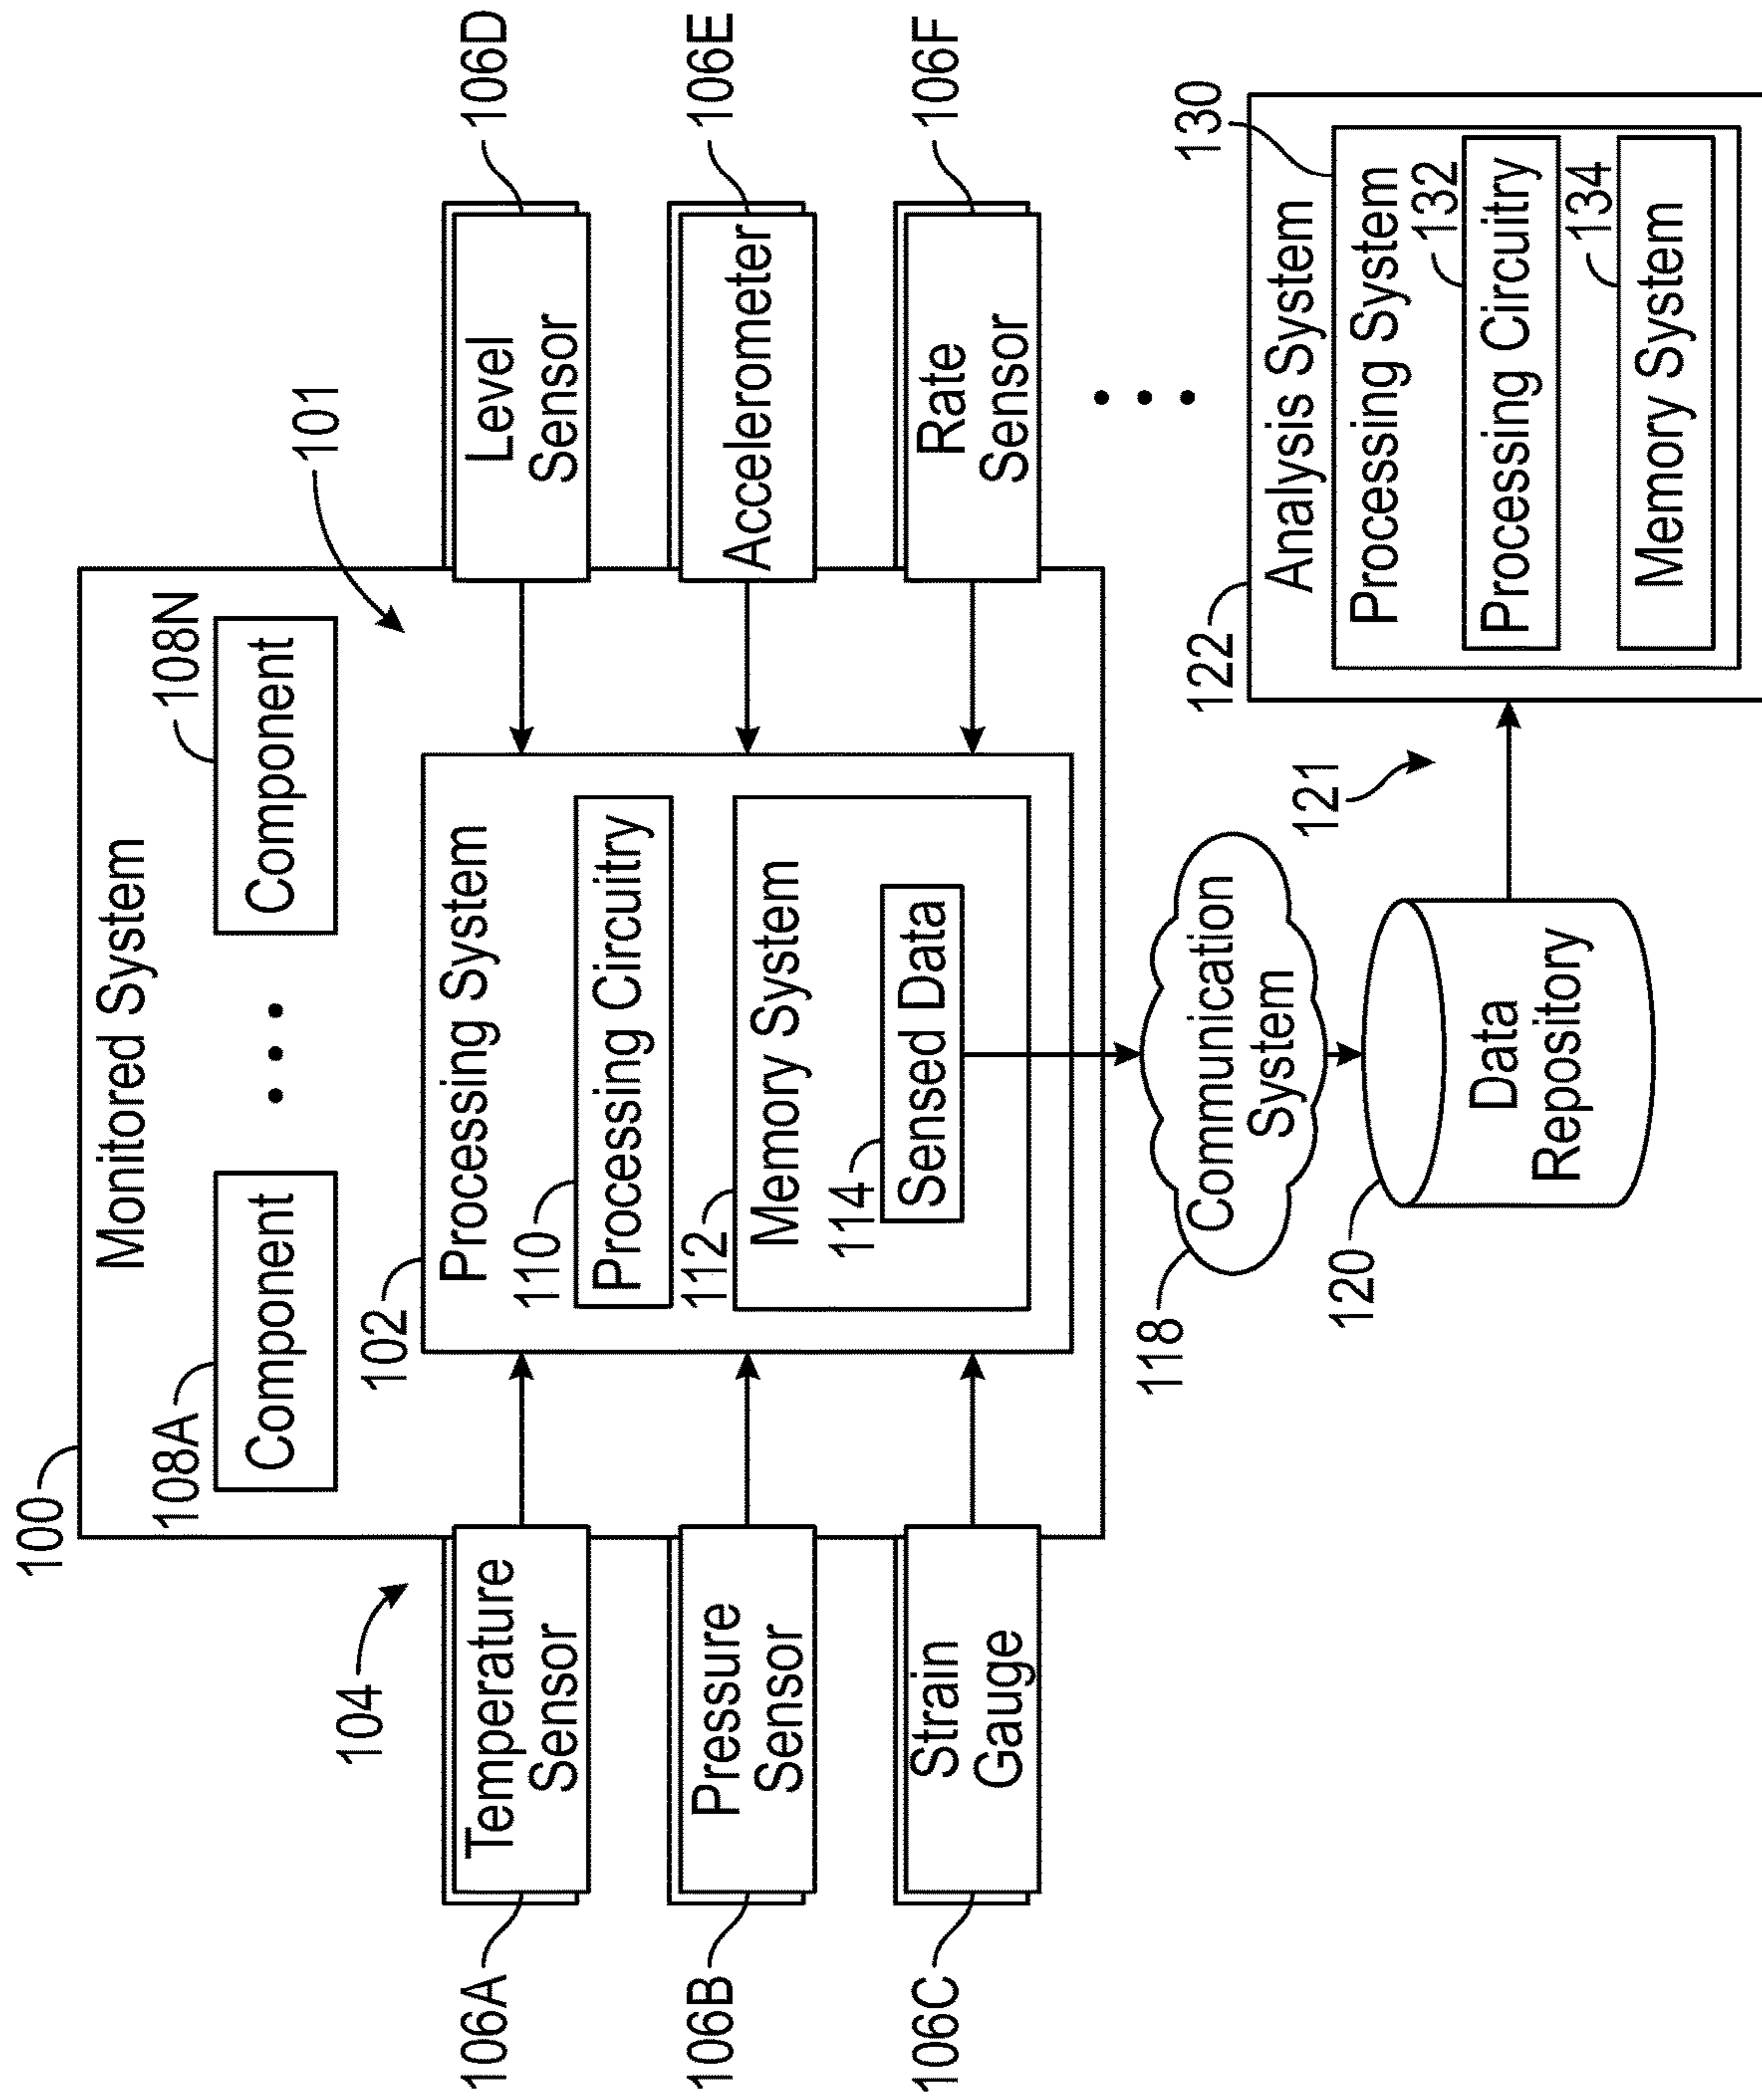 100
Monitored System
108A
Component
108N
Component
101
104
102
Processing System
110
Processing Circuitry
112
Memory System
114
Sensed Data
106A
Temperature
Sensor
106B
Pressure
Sensor
106C
Strain
Gauge
Level
Sensor
106D
Accelerometer
106E
Rate
Sensor
106F
118
Communication
System
120
Data
Repository
121
122
Analysis System
130
Processing System
132
Processing Circuitry
134
Memory System